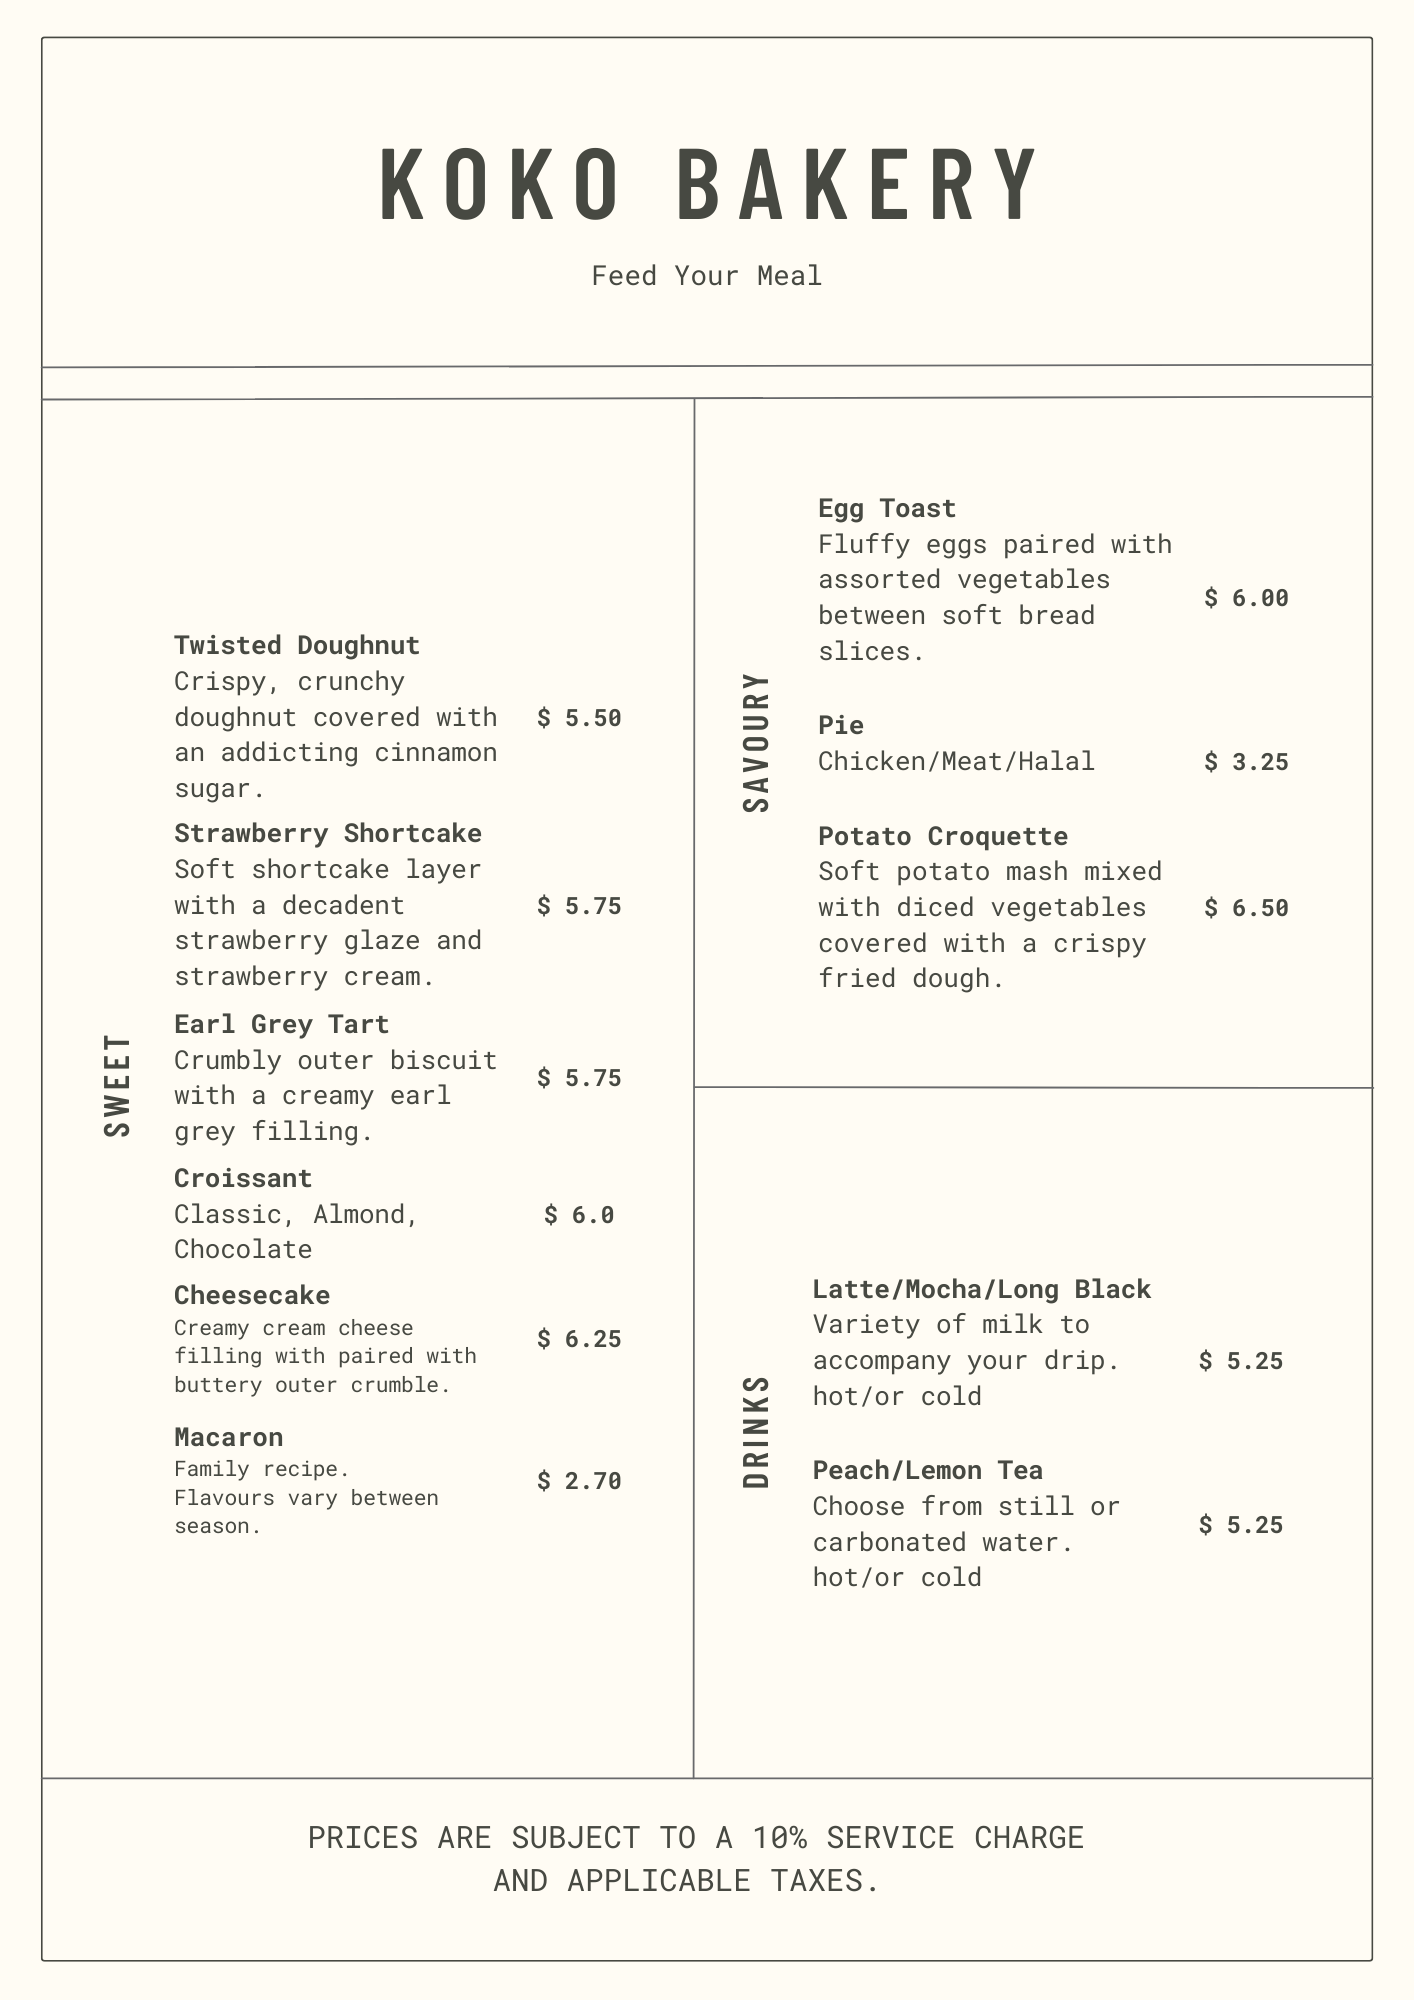 KOKO BAKERY
Feed Your Meal
SWEET
Twisted Doughnut
Crispy, crunchy
doughnut covered with
an addicting cinnamon
sugar.
$ 5.50
Strawberry Shortcake
Soft shortcake layer
with a decadent
strawberry glaze and
strawberry cream.
$ 5.75
Earl Grey Tart
Crumbly outer biscuit
with a creamy earl
grey filling.
$ 5.75
Croissant
Classic, Almond,
Chocolate
$ 6.0
Cheesecake
Creamy cream cheese
filling with paired with
buttery outer crumble.
$ 6.25
Macaron
Family recipe.
Flavours vary between
season.
$ 2.70
SAVOURY
Egg Toast
Fluffy eggs paired with
assorted vegetables
between soft bread
slices.
$ 6.00
Pie
Chicken/Meat/Halal
$ 3.25
Potato Croquette
Soft potato mash mixed
with diced vegetables
covered with a crispy
fried dough.
$ 6.50
DRINKS
Latte/Mocha/Long Black
Variety of milk to
accompany your drip.
hot/or cold
$ 5.25
Peach/Lemon Tea
Choose from still or
carbonated water.
hot/or cold
$ 5.25
PRICES ARE SUBJECT TO A 10% SERVICE CHARGE
AND APPLICABLE TAXES.